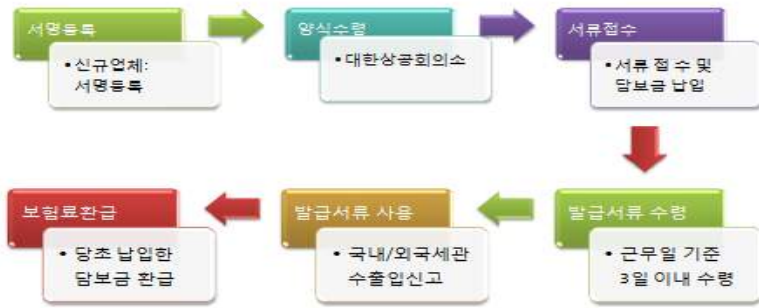 서명등록
• 신규업체:
서명등록
양식수령
• 대한상공회의소
서류접수
• 서류 접 수 및
담보금 납입
발급서류 수령
• 근무일 기준
3일 이내 수령
발급서류 사용
• 국내/외국세관
수출입신고
보험료환급
• 당초 납입한
담보금 환급